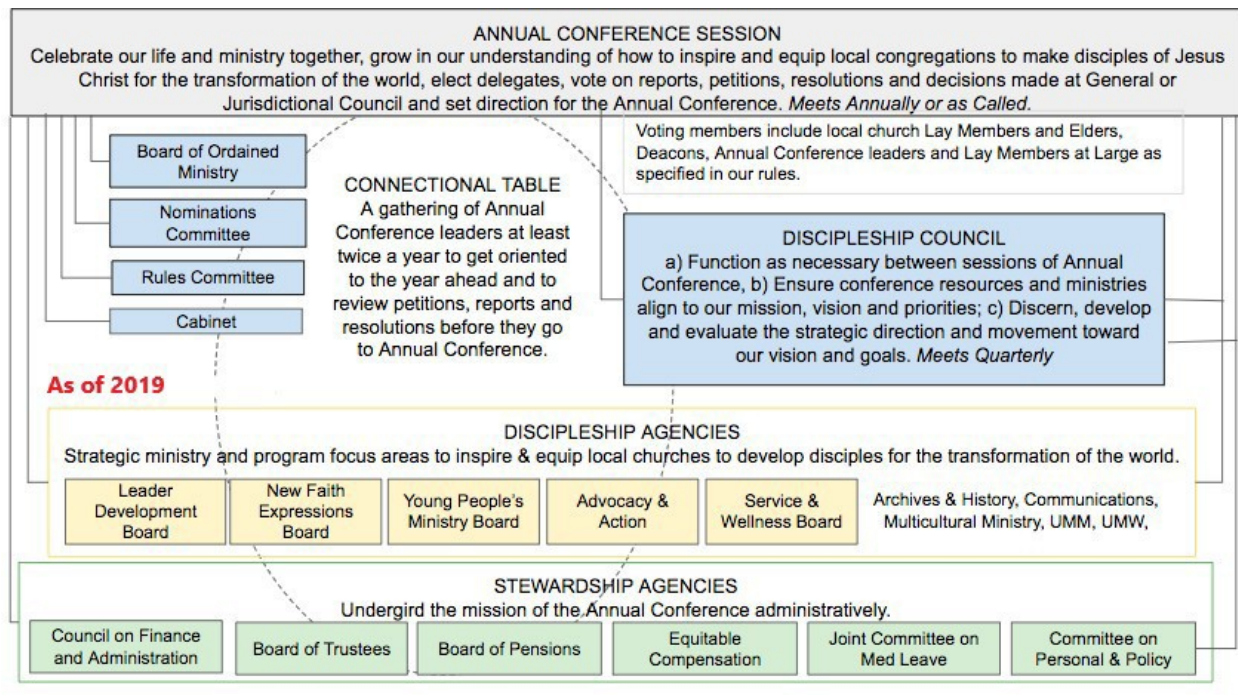 ANNUAL CONFERENCE SESSION
Celebrate our life and ministry together, grow in our understanding of how to inspire and equip local congregations to make disciples of Jesus
Christ for the transformation of the world, elect delegates, vote on reports, petitions, resolutions and decisions made at General or
Jurisdictional Council and set direction for the Annual Conference. Meets Annually or as Called.
Voting members include local church Lay Members and Elders,
Deacons, Annual Conference leaders and Lay Members at Large as
specified in our rules.
Board of Ordained
Ministry
Nominations
Committee
Rules Committee
Cabinet
CONNECTIONAL TABLE
A gathering of Annual
Conference leaders at least
twice a year to get oriented
to the year ahead and to
review petitions, reports and
resolutions before they go
to Annual Conference.
DISCIPLESHIP COUNCIL
a) Function as necessary between sessions of Annual
Conference, b) Ensure conference resources and ministries
align to our mission, vision and priorities; c) Discern, develop
and evaluate the strategic direction and movement toward
our vision and goals. Meets Quarterly
As of 2019
DISCIPLESHIP AGENCIES
Strategic ministry and program focus areas to inspire & equip local churches to develop disciples for the transformation of the world.
Leader
Development
Board
New Faith
Expressions
Board
Young People's
Ministry Board
Advocacy &
Action
Service &
Wellness Board
Archives & History, Communications,
Multicultural Ministry, UMM, UMW,
STEWARDSHIP AGENCIES
Undergird the mission of the Annual Conference administratively.
Council on Finance
and Administration
Board of Trustees
Board of Pensions
Equitable
Compensation
Joint Committee on
Med Leave
Committee on
Personal & Policy